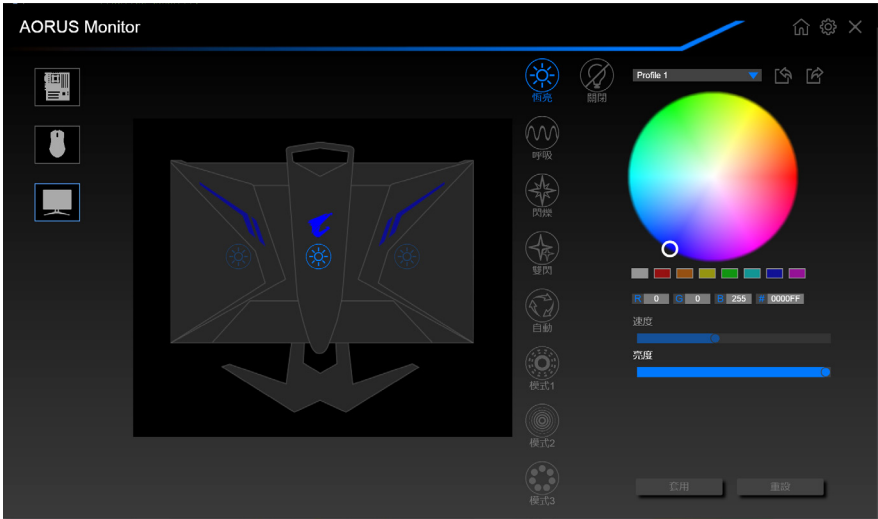 AORUS Monitor
恆亮
關閉
Profile 1
呼吸
閃爍
雙閃
自動
模式1
模式2
模式3
R 0 G 0 B 255 # 0000FF
速度
亮度
套用
重設